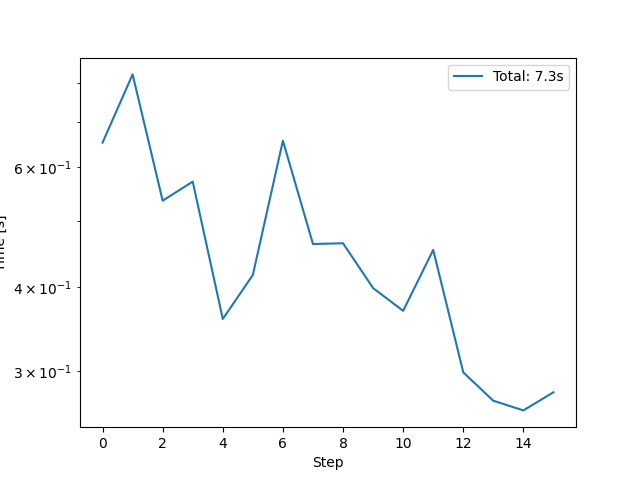 Total: 7.3s
6 × 10⁻¹
4 × 10⁻¹
3 × 10⁻¹
Time [s]
0 2 4 6 8 10 12 14
Step